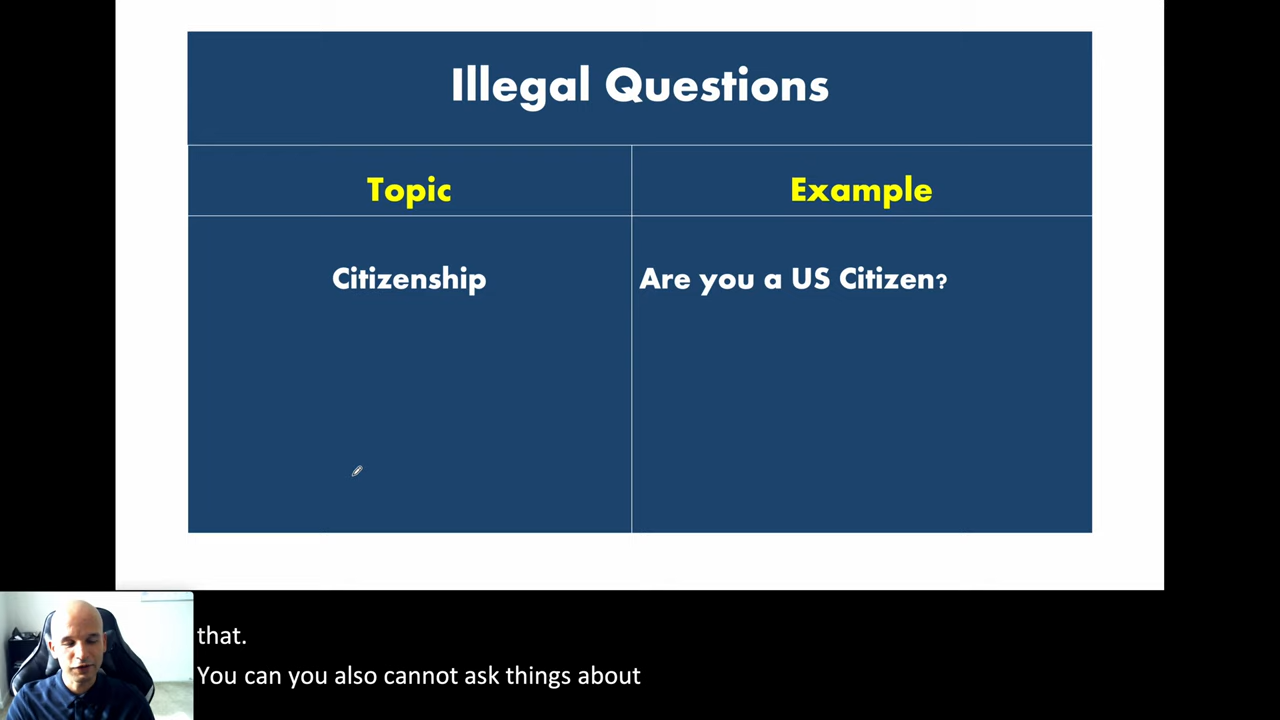 Illegal Questions
Topic
Example
Citizenship
Are you a US Citizen?
that.
You can you also cannot ask things about